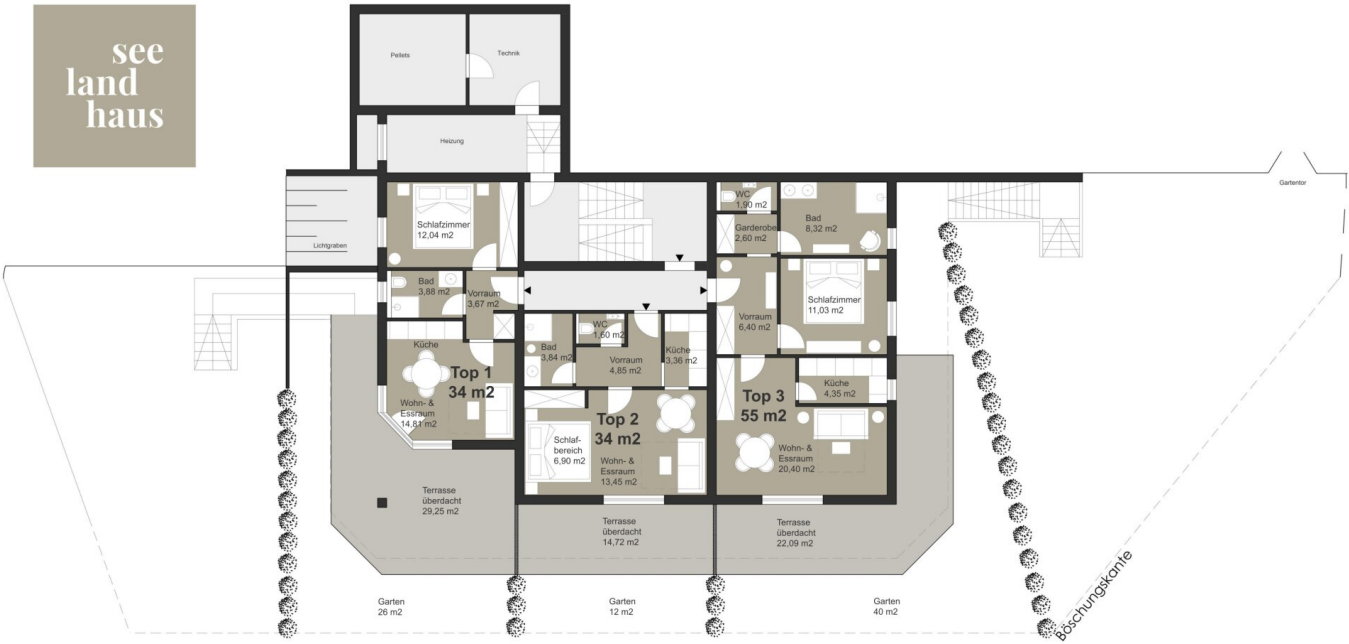 see
land
haus
Pellets
Technik
Heizung
Lichtgraben
Gartentor
Schlafzimmer
12,04 m2
Bad
3,88 m2
Vorraum
3,67 m2
Küche
Top 1
34 m2
Wohn- &
Essraum
14,81 m2
Terrasse
überdacht
29,25 m2
Garten
26 m2
Bad
3,84 m2
WC
1,60 m2
Vorraum
4,85 m2
Küche
3,36 m2
Top 2
34 m2
Schlaf-
bereich
6,90 m2
Wohn- &
Essraum
13,45 m2
Terrasse
überdacht
14,72 m2
Garten
12 m2
WC
1,90 m2
Garderobe
2,60 m2
Bad
8,32 m2
Vorraum
6,40 m2
Schlafzimmer
11,03 m2
Küche
4,35 m2
Top 3
55 m2
Wohn- &
Essraum
20,40 m2
Terrasse
überdacht
22,09 m2
Garten
40 m2
Böschungskante